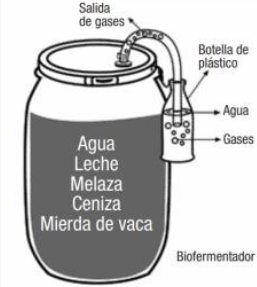 Salida
de gases
Botella de
plástico
Agua
Gases
Agua
Leche
Melaza
Ceniza
Mierda de vaca
Biofermentador